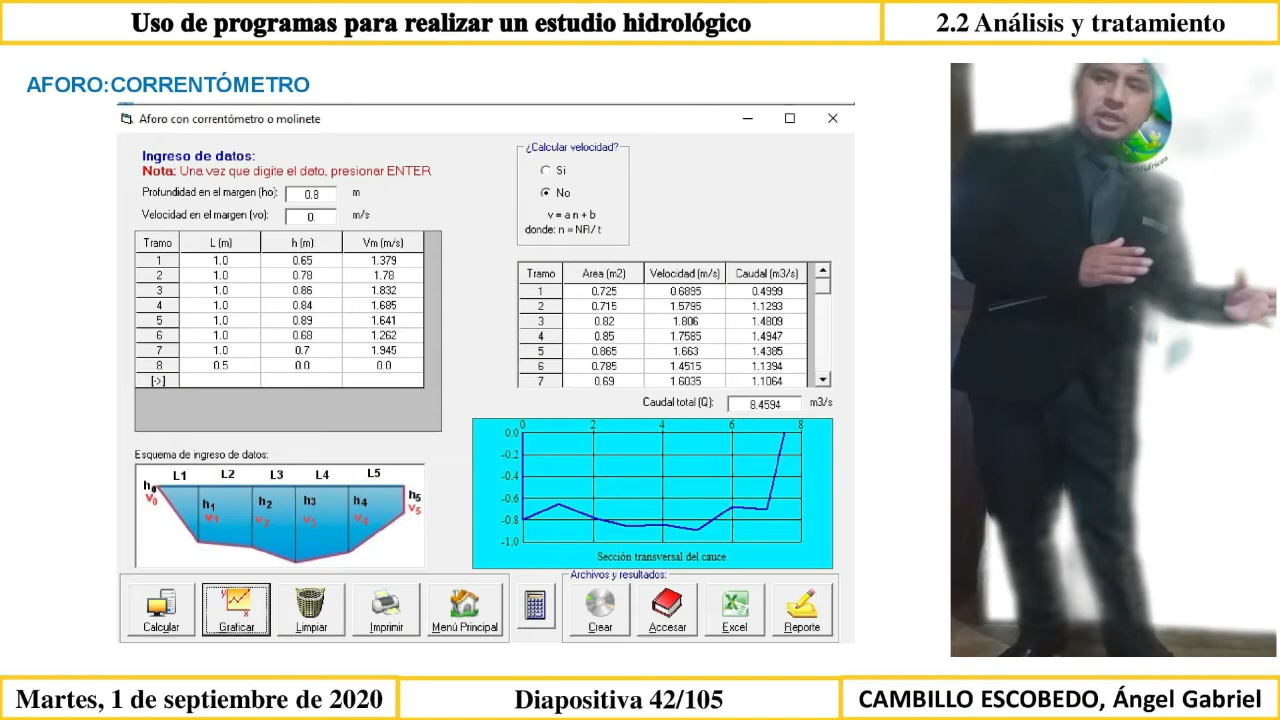 Uso de programas para realizar un estudio hidrológico
2.2 Análisis y tratamiento
AFORO:CORRENTÓMETRO
Aforo con correntómetro o molinete
Ingreso de datos:
Nota: Una vez que digite el dato, presionar ENTER
Profundidad en el margen (ho): 0.8 m
Velocidad en el margen (vo): 0. m/s
¿Calcular velocidad?
Si
No
v = a n + b
donde: n = NR/ t
Tramo L (m) h (m) Vm (m/s)
1 1.0 0.65 1.379
2 1.0 0.78 1.78
3 1.0 0.86 1.832
4 1.0 0.84 1.685
5 1.0 0.89 1.641
6 1.0 0.68 1.262
7 1.0 0.7 1.945
8 0.5 0.0 0.0
[->]
Tramo Area (m2) Velocidad (m/s) Caudal (m3/s)
1 0.725 0.6895 0.4999
2 0.715 1.5795 1.1293
3 0.82 1.806 1.4809
4 0.85 1.7585 1.4947
5 0.865 1.663 1.4385
6 0.785 1.4515 1.1394
7 0.69 1.6035 1.1064
Caudal total (Q): 8.4594 m3/s
Esquema de ingreso de datos:
L1 L2 L3 L4 L5
h0 h1 h2 h3 h4 h5
v0 v1 v2 v3 v4 v5
0 2 4 6 8
0.0
-0.2
-0.4
-0.6
-0.8
-1.0
Sección transversal del cauce
Archivos y resultados:
Calcular Graficar Limpiar Imprimir Menú Principal Crear Accesar Excel Reporte
Martes, 1 de septiembre de 2020
Diapositiva 42/105
CAMBILLO ESCOBEDO, Ángel Gabriel